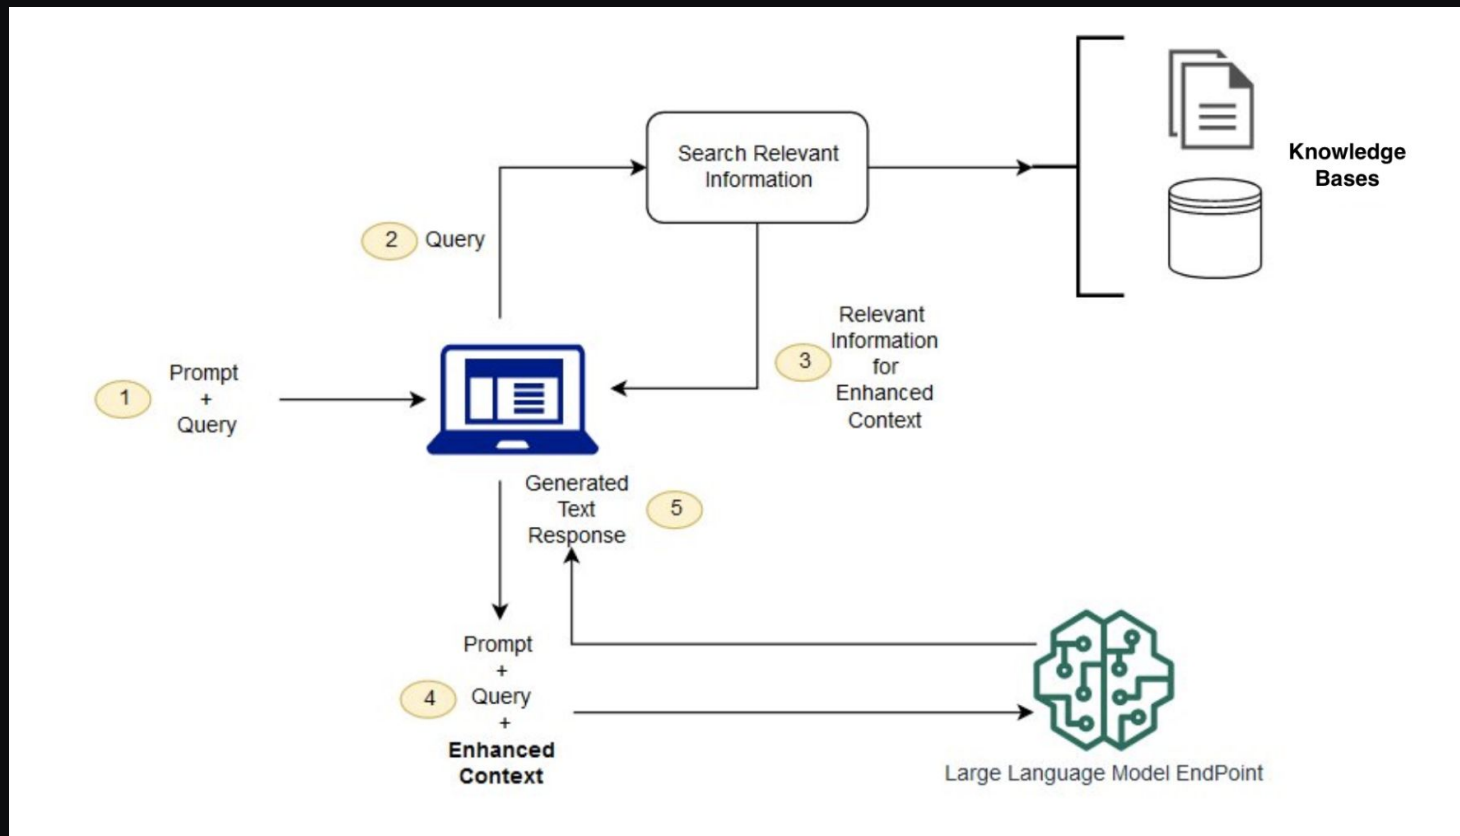 Search Relevant
Information
Knowledge
Bases
2 Query
Relevant
Information
for
Enhanced
Context
3
1
Prompt
+
Query
Generated
Text
Response
5
Prompt
+
Query
+
Enhanced
Context
4
Large Language Model EndPoint